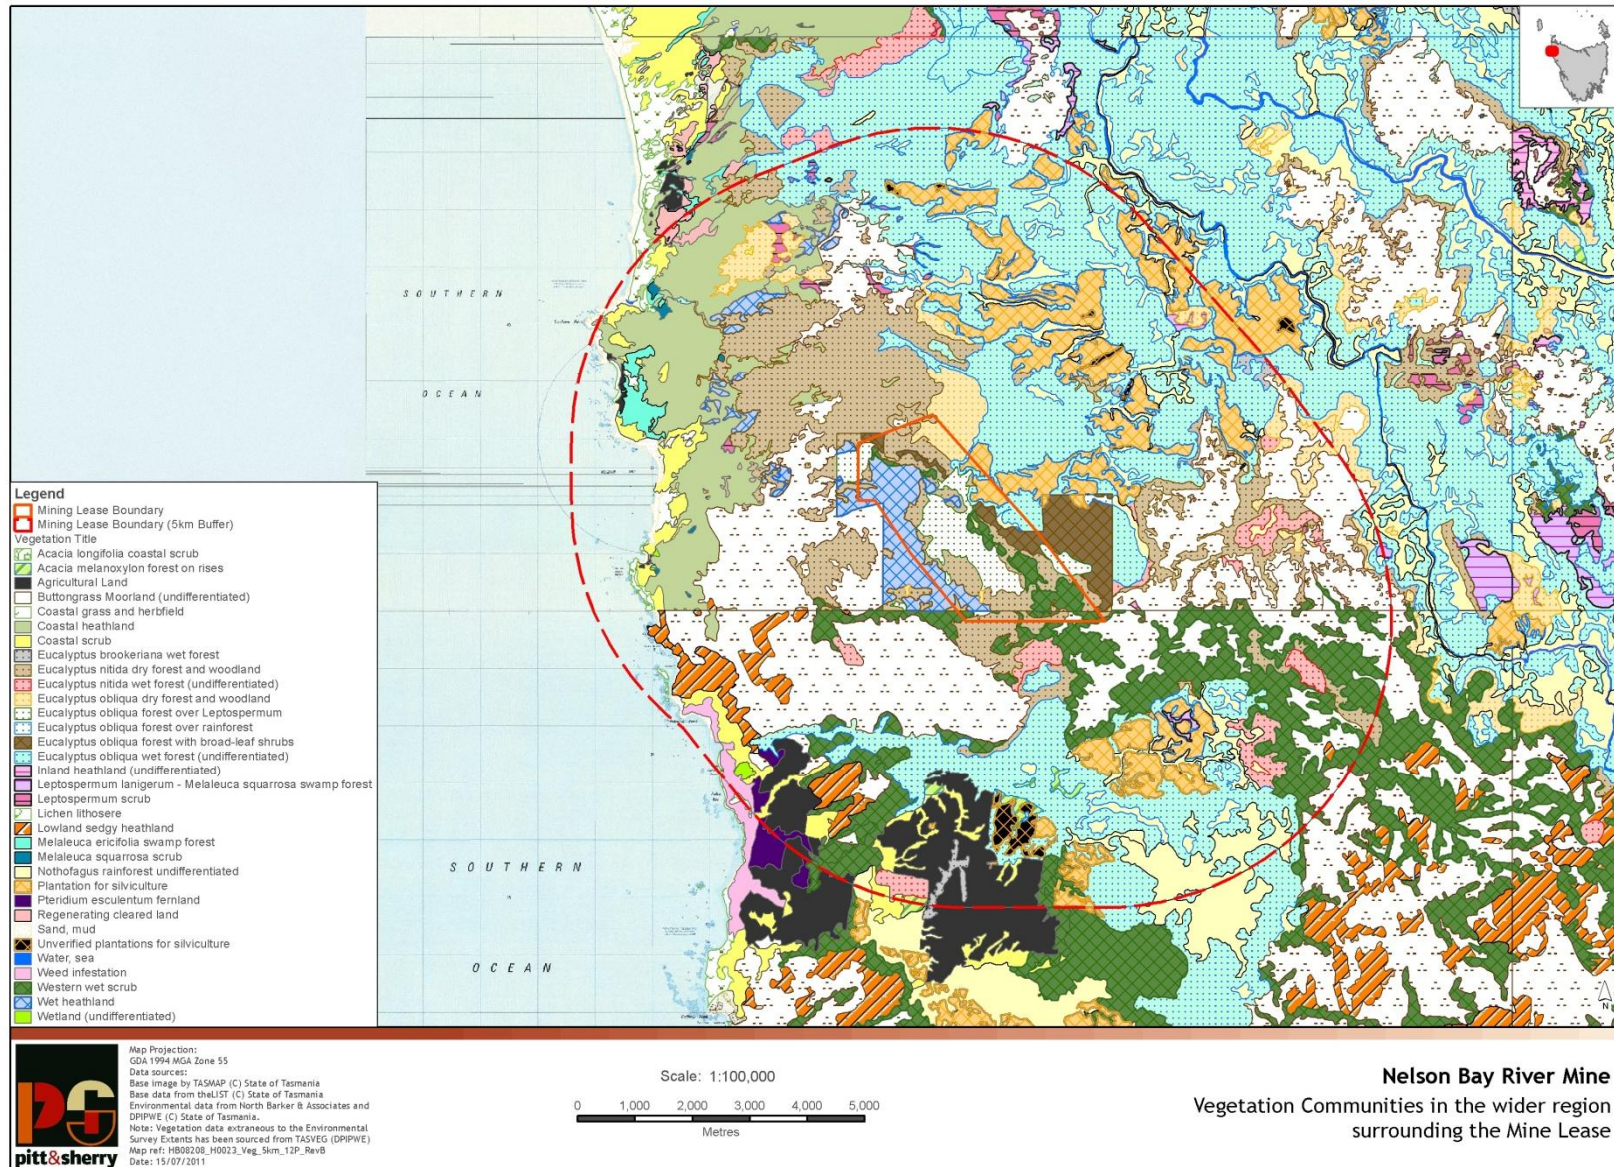 SOUTHERN
OCEAN
SOUTHERN
OCEAN
Legend
Mining Lease Boundary
Mining Lease Boundary (5km Buffer)
Vegetation Title
Acacia longifolia coastal scrub
Acacia melanoxylon forest on rises
Agricultural Land
Buttongrass Moorland (undifferentiated)
Coastal grass and herbfield
Coastal heathland
Coastal scrub
Eucalyptus brookeriana wet forest
Eucalyptus nitida dry forest and woodland
Eucalyptus nitida wet forest (undifferentiated)
Eucalyptus obliqua dry forest and woodland
Eucalyptus obliqua forest over Leptospermum
Eucalyptus obliqua forest over rainforest
Eucalyptus obliqua forest with broad-leaf shrubs
Eucalyptus obliqua wet forest (undifferentiated)
Inland heathland (undifferentiated)
Leptospermum lanigerum - Melaleuca squarrosa swamp forest
Leptospermum scrub
Lichen lithosere
Lowland sedgy heathland
Melaleuca ericifolia swamp forest
Melaleuca squarrosa scrub
Nothofagus rainforest undifferentiated
Plantation for silviculture
Pteridium esculentum fernland
Regenerating cleared land
Sand, mud
Unverified plantations for silviculture
Water, sea
Weed infestation
Western wet scrub
Wet heathland
Wetland (undifferentiated)
N
pitt&sherry
Map Projection:
GDA 1994 MGA Zone 55
Data sources:
Base image by TASMAP (C) State of Tasmania
Base data from theLIST (C) State of Tasmania
Environmental data from North Barker & Associates and
DPIPWE (C) State of Tasmania.
Note: Vegetation data extraneous to the Environmental
Survey Extents has been sourced from TASVEG (DPIPWE)
Map ref: HB08208_H0023_Veg_5km_12P_RevB
Date: 15/07/2011
Scale: 1:100,000
0 1,000 2,000 3,000 4,000 5,000
Metres
Nelson Bay River Mine
Vegetation Communities in the wider region
surrounding the Mine Lease